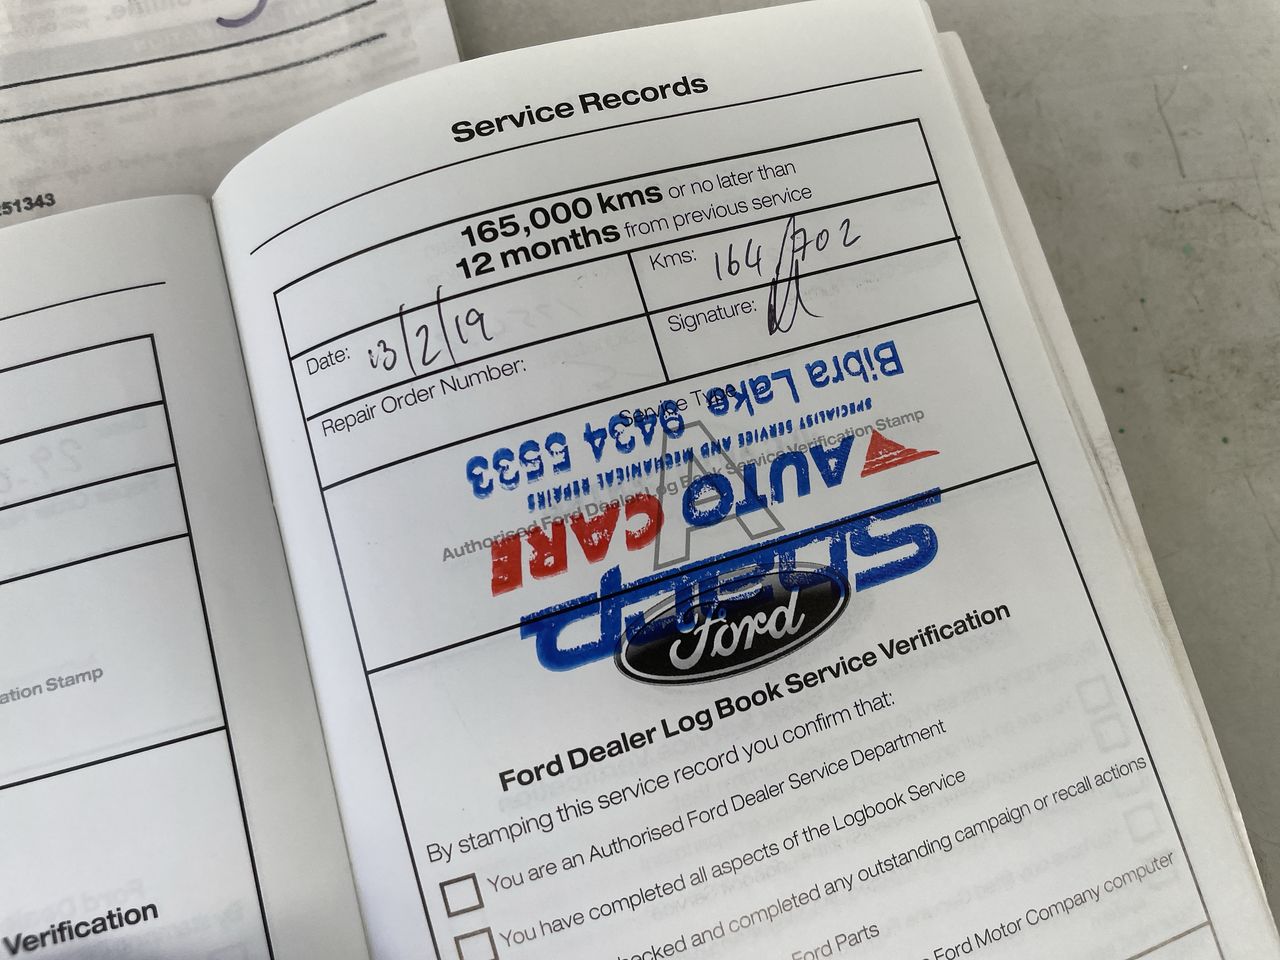 Service Records
165,000 kms or no later than
12 months from previous service
Date: 13/2/19
Kms: 164/702
Repair Order Number:
Signature:
Service Type
Authorised Ford Dealer Log Book Service Verification Stamp
A
SNAP
AUTO CARE
SPECIALIST SERVICE AND MECHANICAL REPAIRS
Bibra Lake 9434 5533
Ford
Ford Dealer Log Book Service Verification
By stamping this service record you confirm that:
You are an Authorised Ford Dealer Service Department
You have completed all aspects of the Logbook Service
hecked and completed any outstanding campaign or recall actions
Ford Parts
Ford Motor Company computer
251343
ation Stamp
Verification